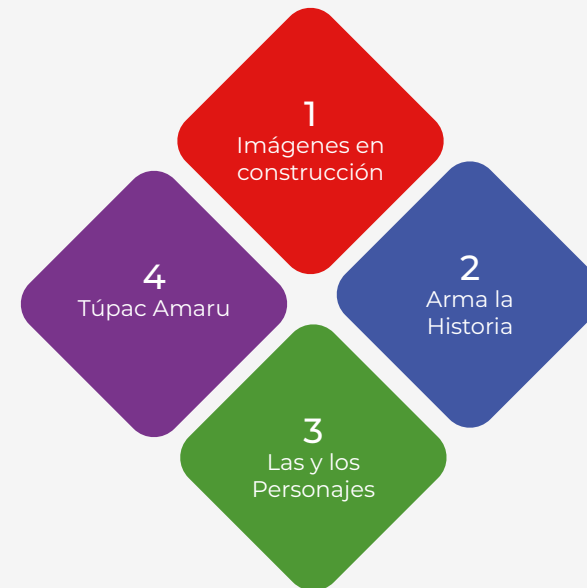 1
Imágenes en
construcción
2
Arma la
Historia
3
Las y los
Personajes
4
Túpac Amaru